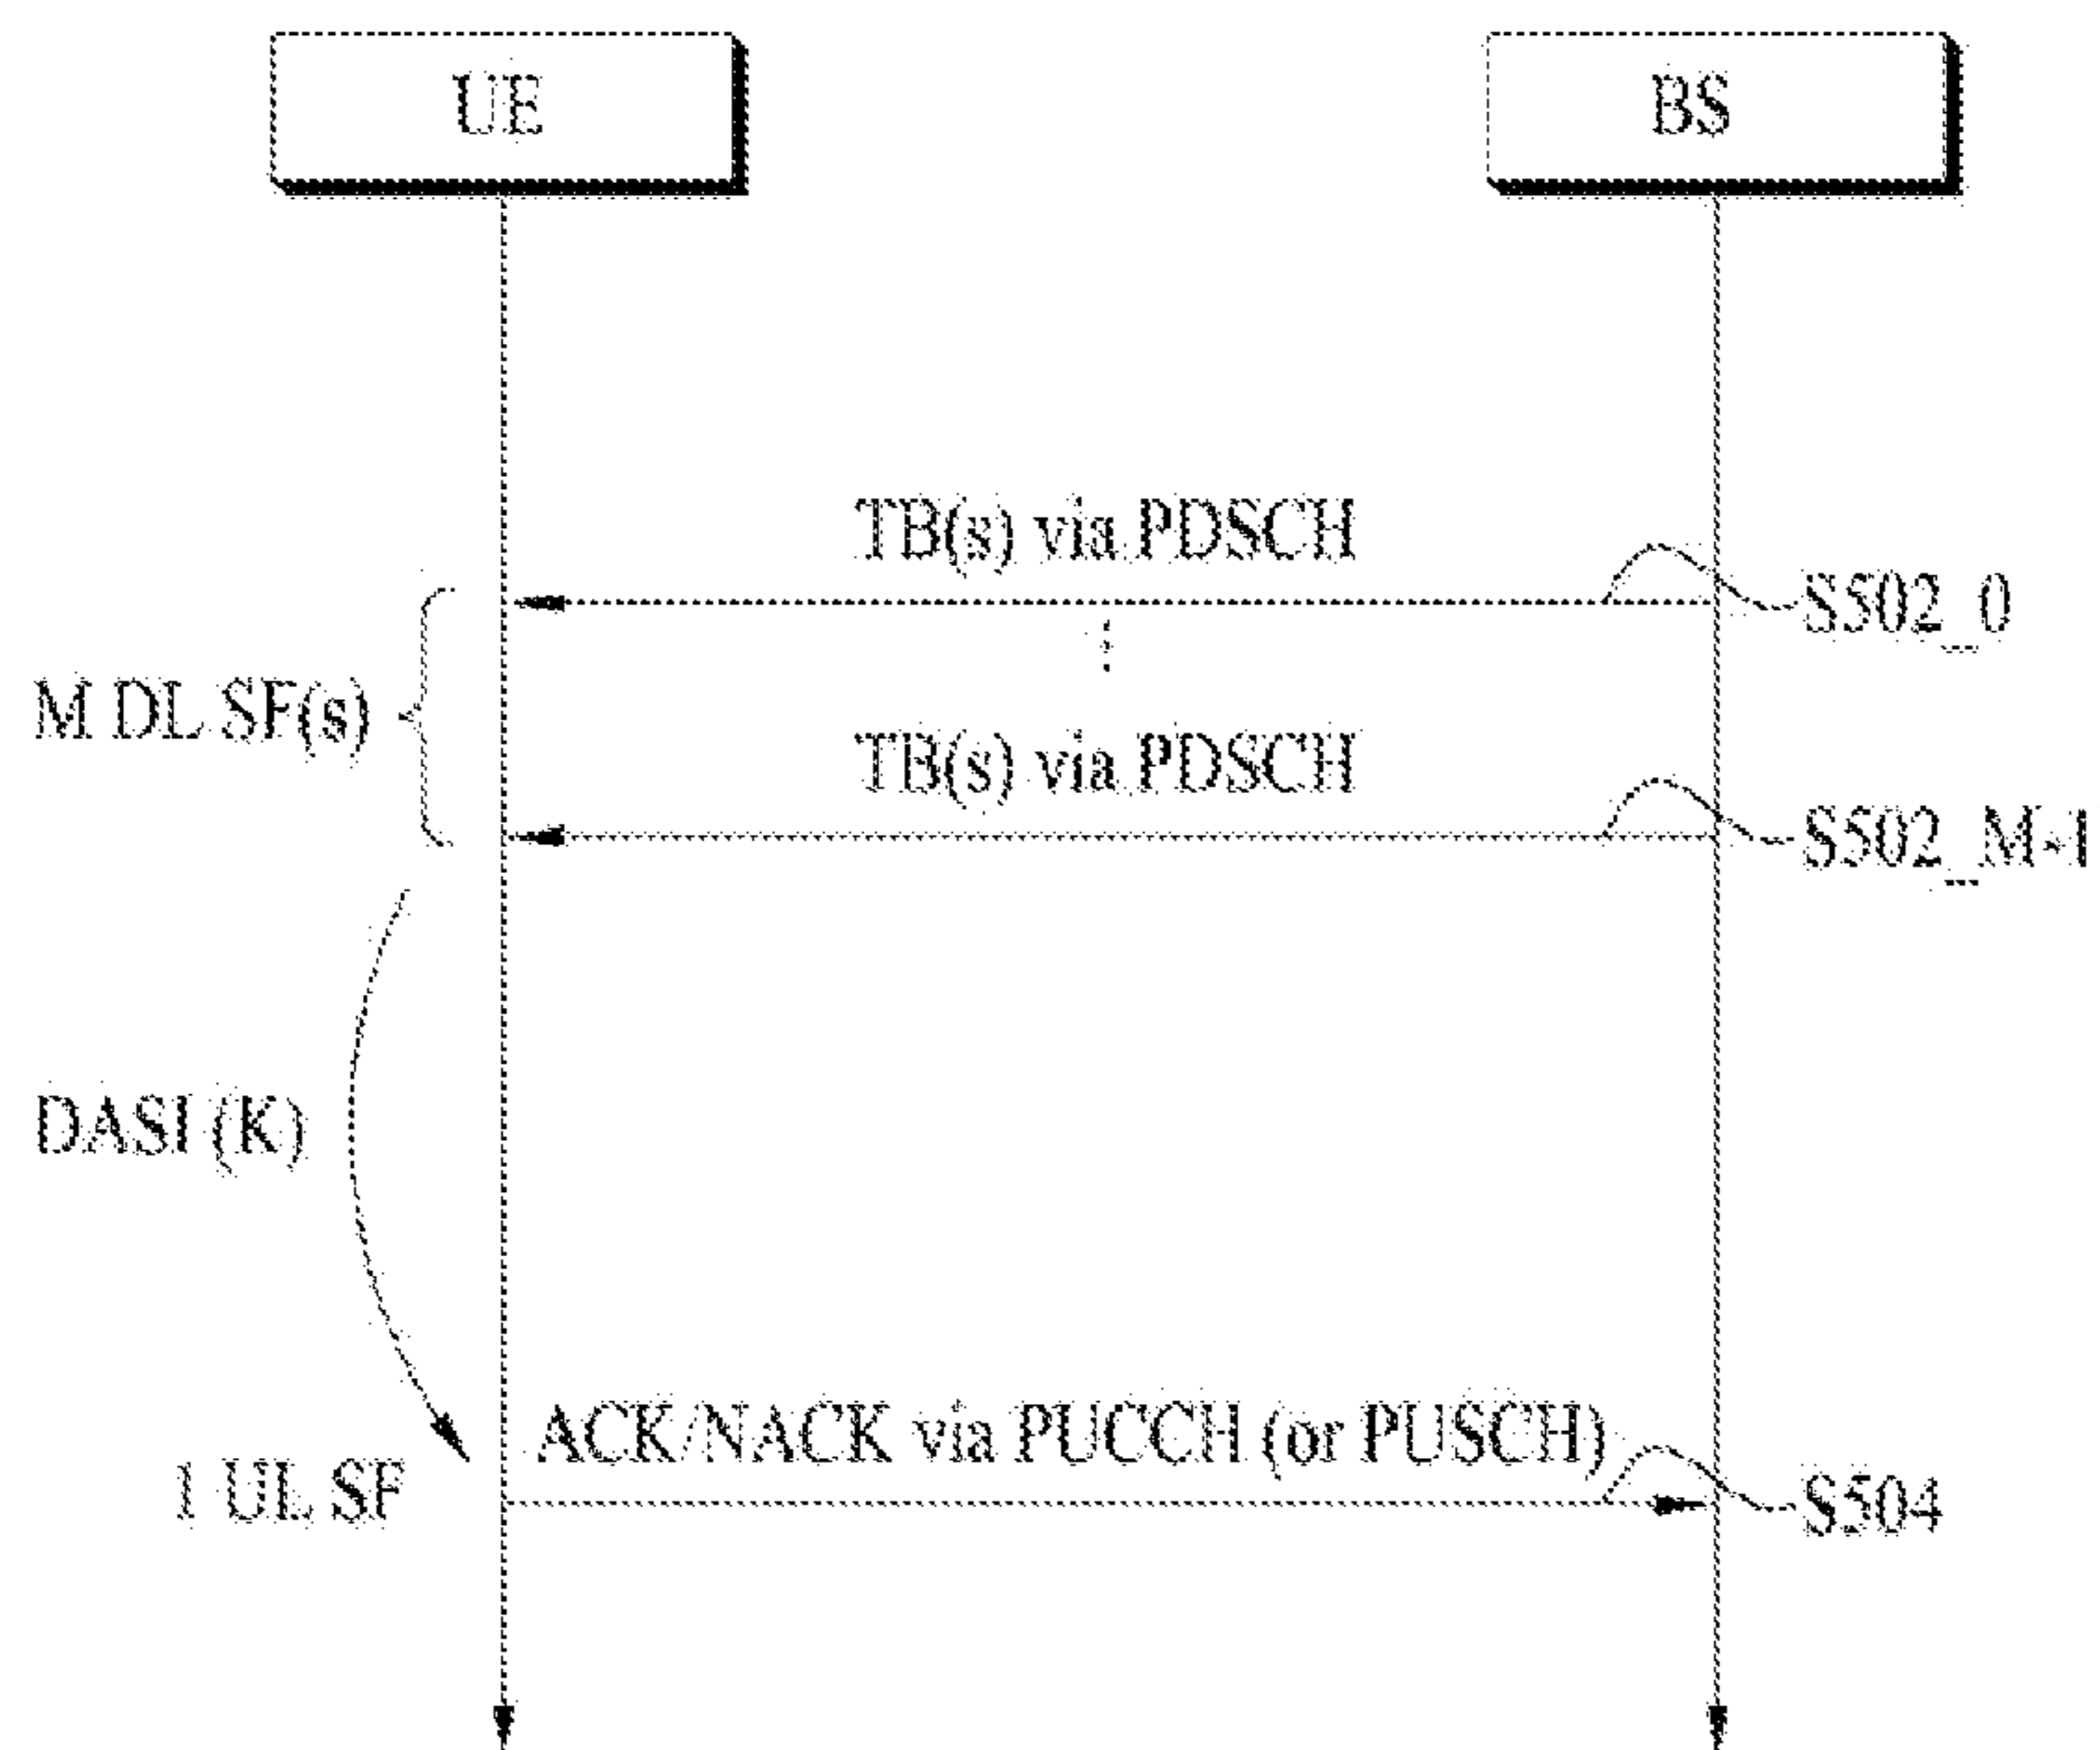 UE BS
TB(s) via PDSCH
S502_0
M DL SF(s)
TB(s) via PDSCH
S502_M-1
DASI (K)
ACK/NACK via PUCCH (or PUSCH)
1 UL SF
S504